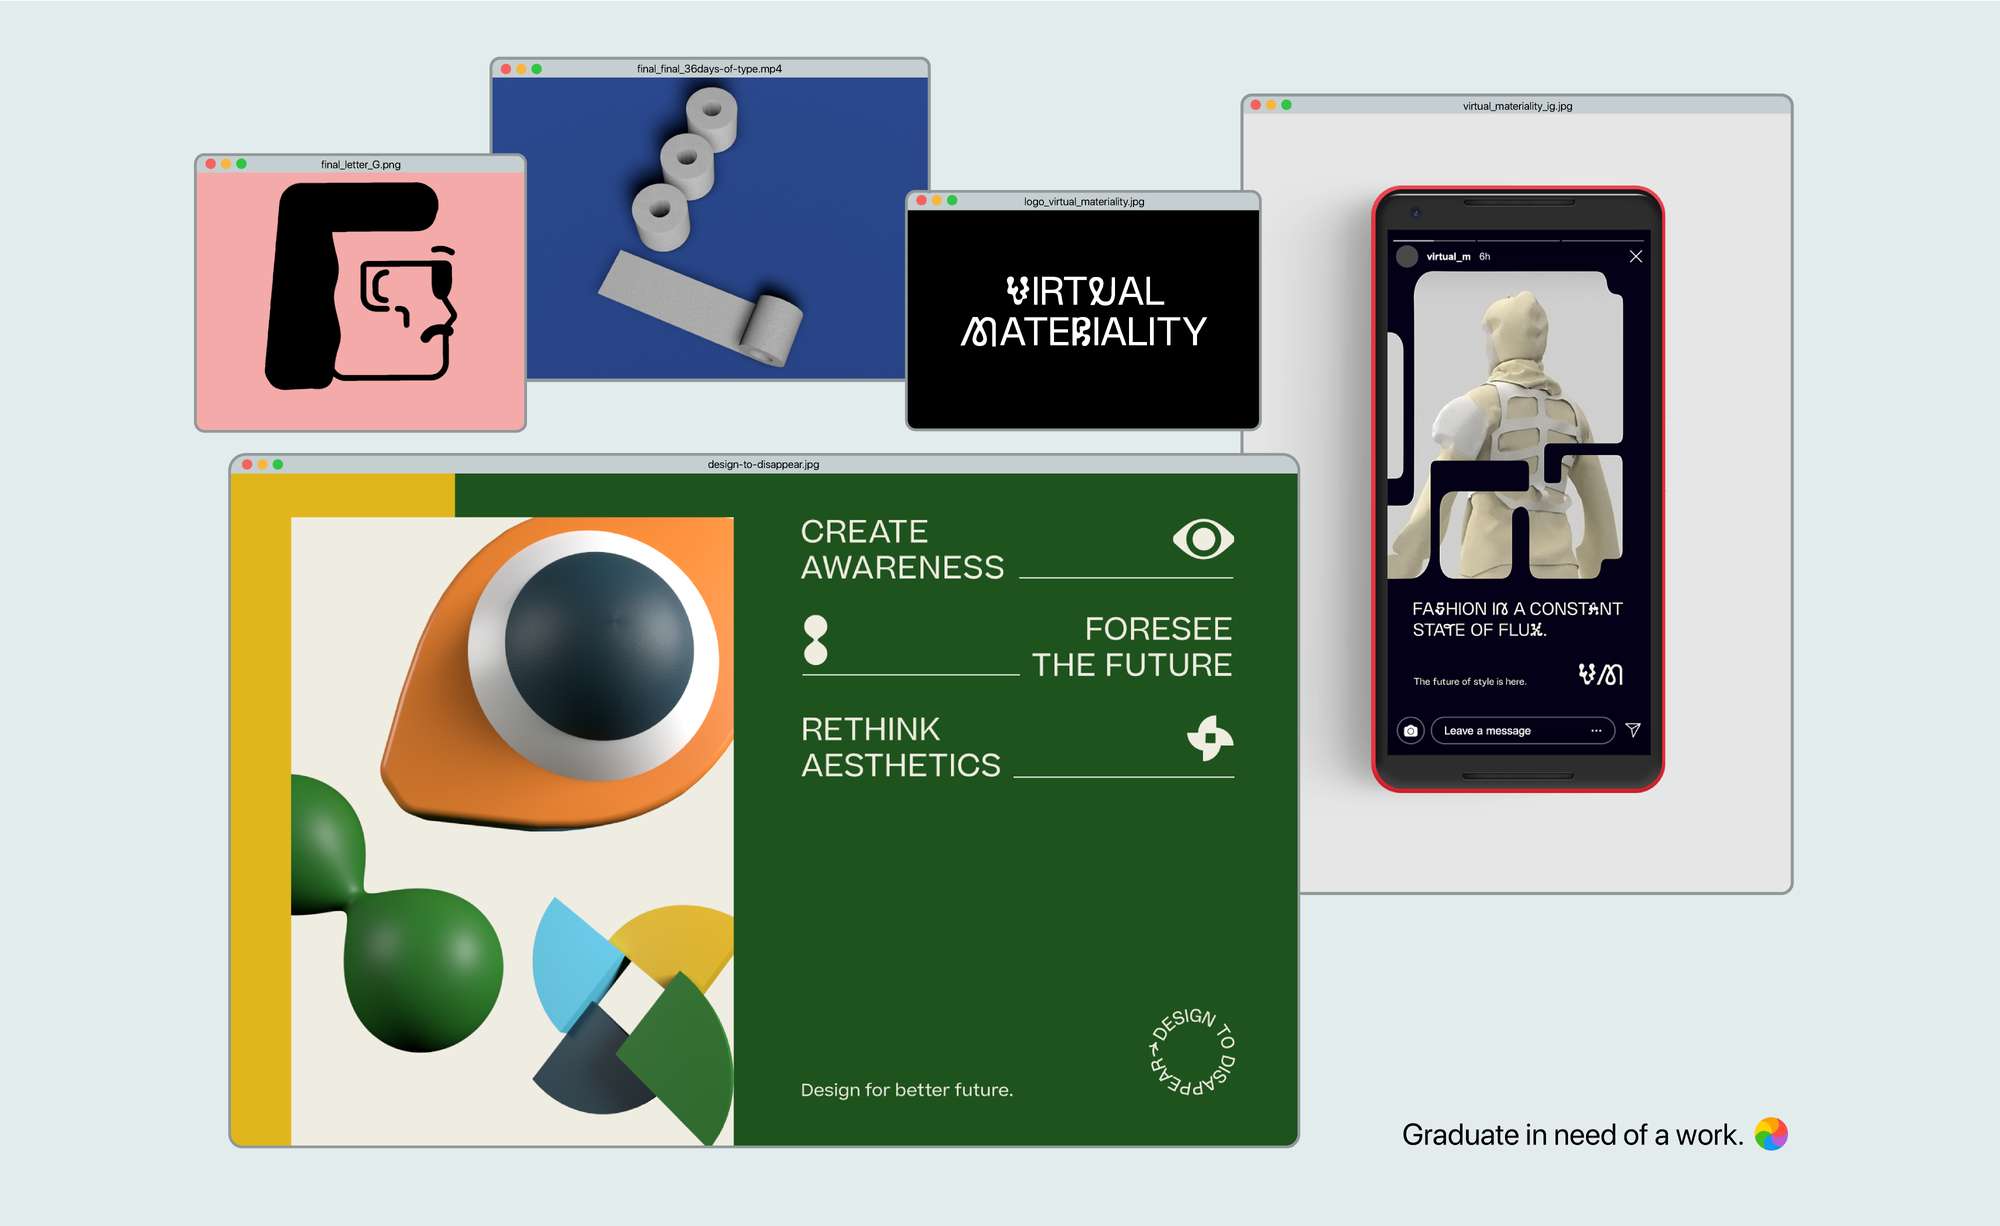 final_final_36days-of-type.mp4
virtual_materiality_ig.jpg
final_letter_G.png
logo_virtual_materiality.jpg
VIRTUAL
MATERIALITY
virtual_m 6h
FASHION IN A CONSTANT
STATE OF FLUX.
The future of style is here.
V/M
Leave a message
design-to-disappear.jpg
CREATE
AWARENESS
FORESEE
THE FUTURE
RETHINK
AESTHETICS
Design for better future.
DESIGN TO DISAPPEAR
Graduate in need of a work.